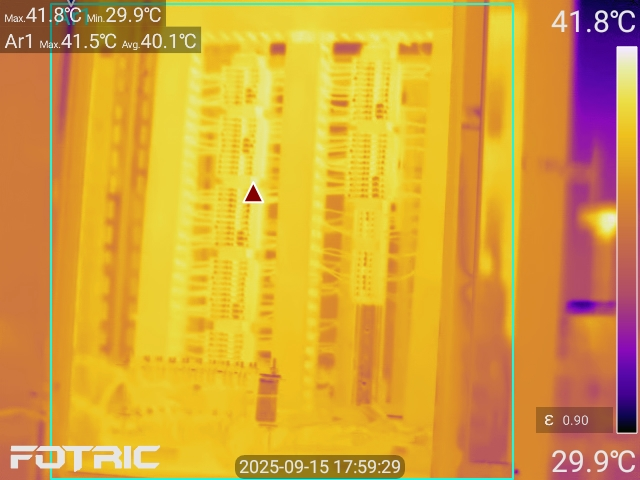 Max.41.8℃ Min.29.9℃
Ar1 Max.41.5℃ Avg.40.1℃
41.8℃
ε 0.90
29.9℃
FOTRIC
2025-09-15 17:59:29